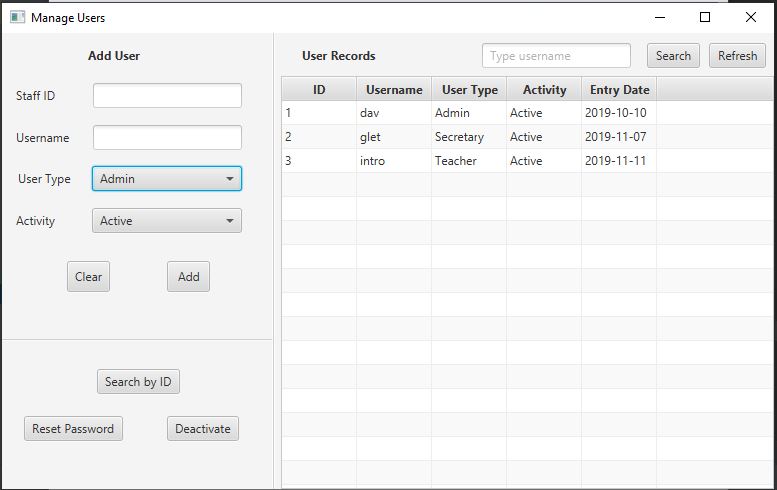 Manage Users
Add User
Staff ID
Username
User Type Admin
Activity Active
Clear Add
Search by ID
Reset Password Deactivate
User Records Type username Search Refresh
ID Username User Type Activity Entry Date
1 dav Admin Active 2019-10-10
2 glet Secretary Active 2019-11-07
3 intro Teacher Active 2019-11-11